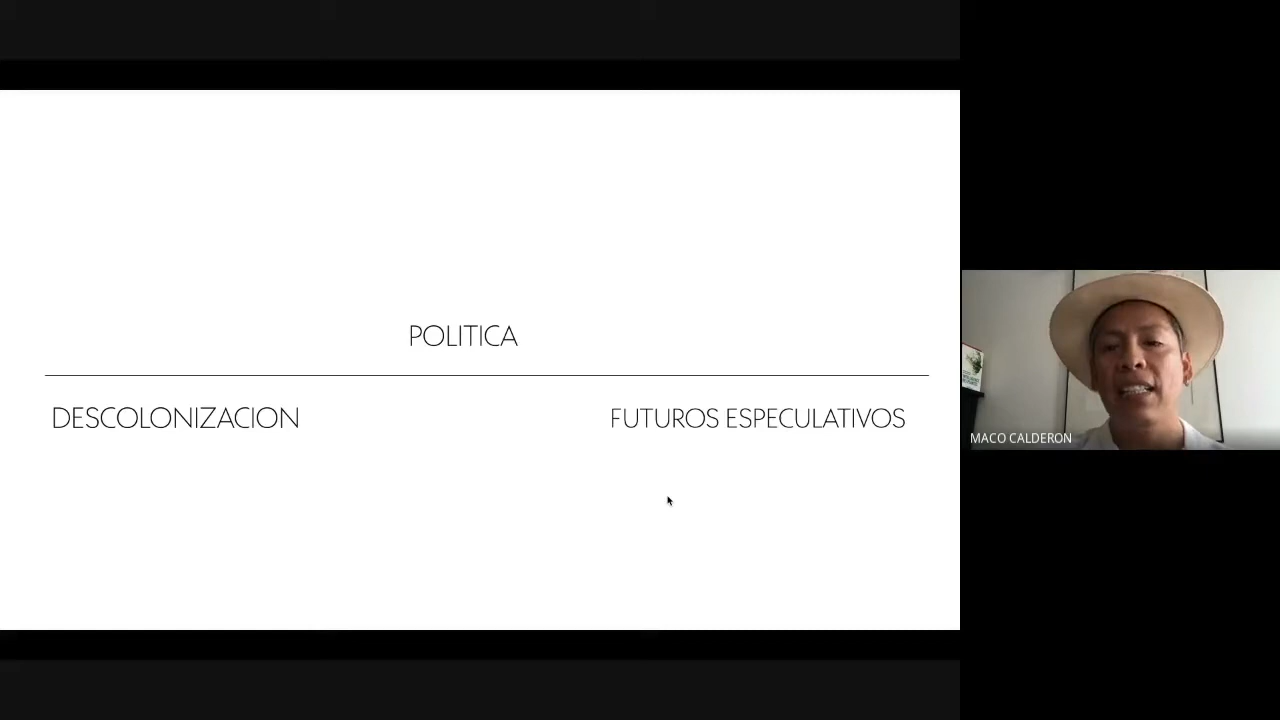 POLITICA
DESCOLONIZACION
FUTUROS ESPECULATIVOS
MACO CALDERON